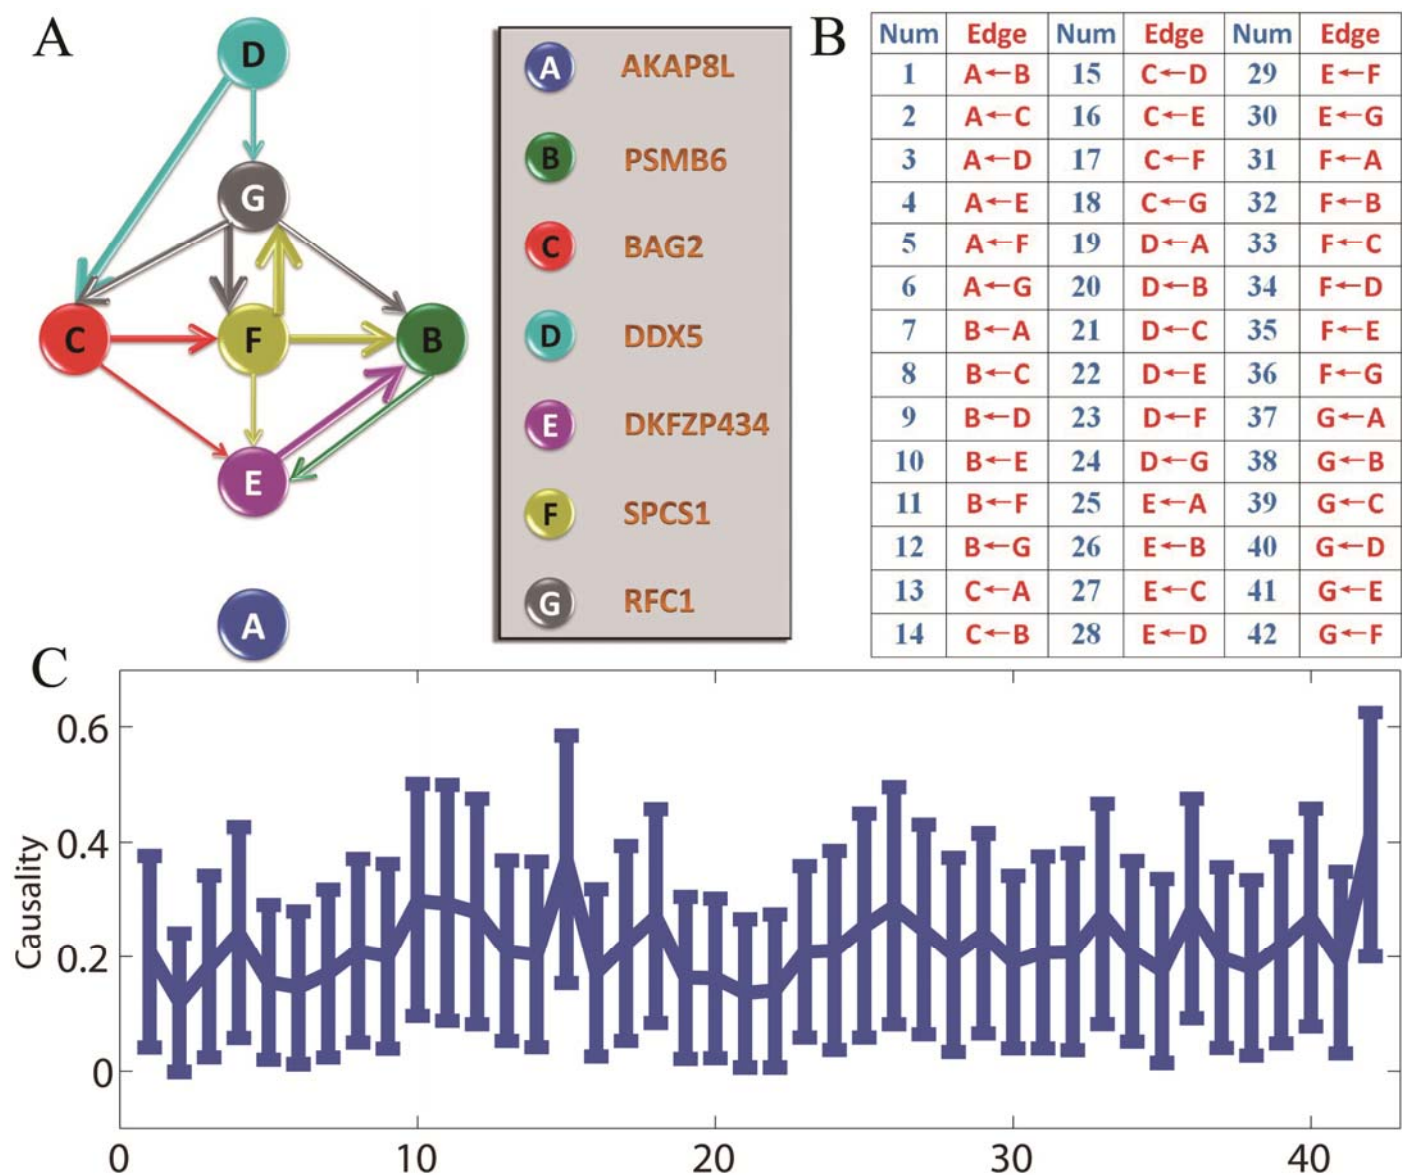 A
D
G
C
F
B
E
A
A AKAP8L
B PSMB6
C BAG2
D DDX5
E DKFZP434
F SPCS1
G RFC1
B
Num Edge Num Edge Num Edge
1 A←B 15 C←D 29 E←F
2 A←C 16 C←E 30 E←G
3 A←D 17 C←F 31 F←A
4 A←E 18 C←G 32 F←B
5 A←F 19 D←A 33 F←C
6 A←G 20 D←B 34 F←D
7 B←A 21 D←C 35 F←E
8 B←C 22 D←E 36 F←G
9 B←D 23 D←F 37 G←A
10 B←E 24 D←G 38 G←B
11 B←F 25 E←A 39 G←C
12 B←G 26 E←B 40 G←D
13 C←A 27 E←C 41 G←E
14 C←B 28 E←D 42 G←F
C
Causality
0.6
0.4
0.2
0
0 10 20 30 40